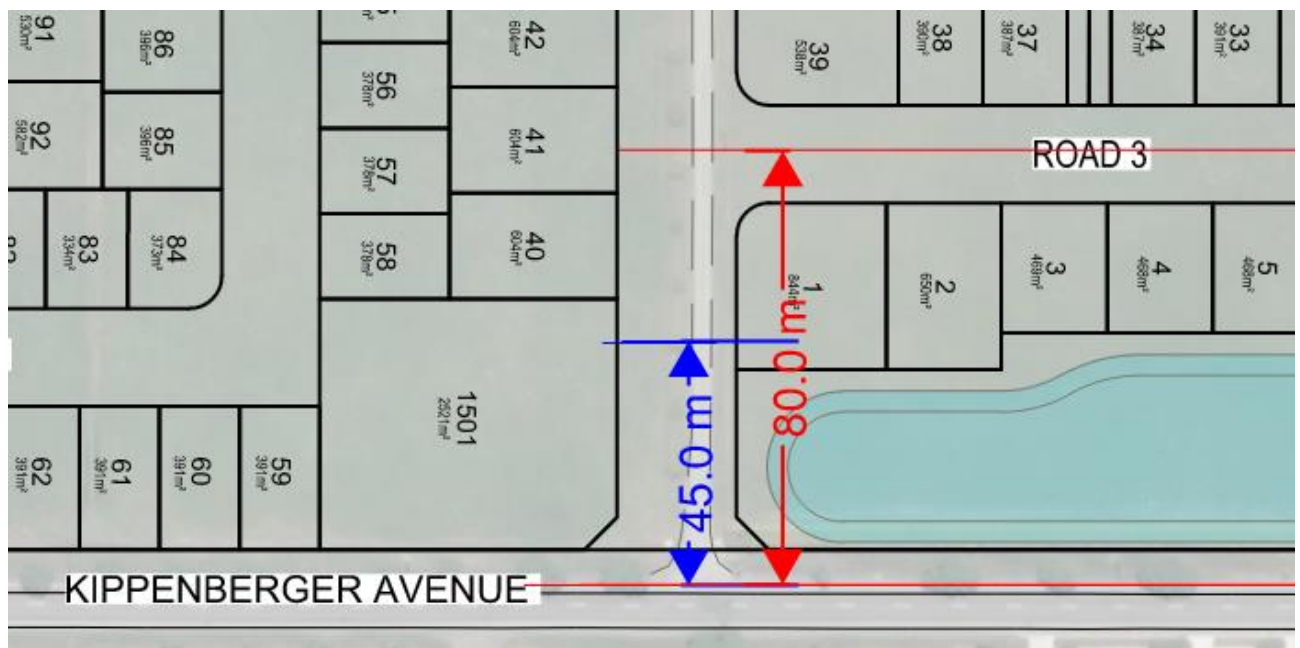 91
530m²
86
396m²
56
378m²
42
604m²
39
538m²
38
390m²
37
387m²
34
387m²
33
391m²
92
582m²
85
396m²
57
378m²
41
604m²
ROAD 3
83
334m²
84
373m²
58
378m²
40
604m²
1
844m²
2
650m²
3
469m²
4
468m²
5
468m²
80.0 m
45.0 m
1501
2521m²
62
391m²
61
391m²
60
391m²
59
391m²
KIPPENBERGER AVENUE